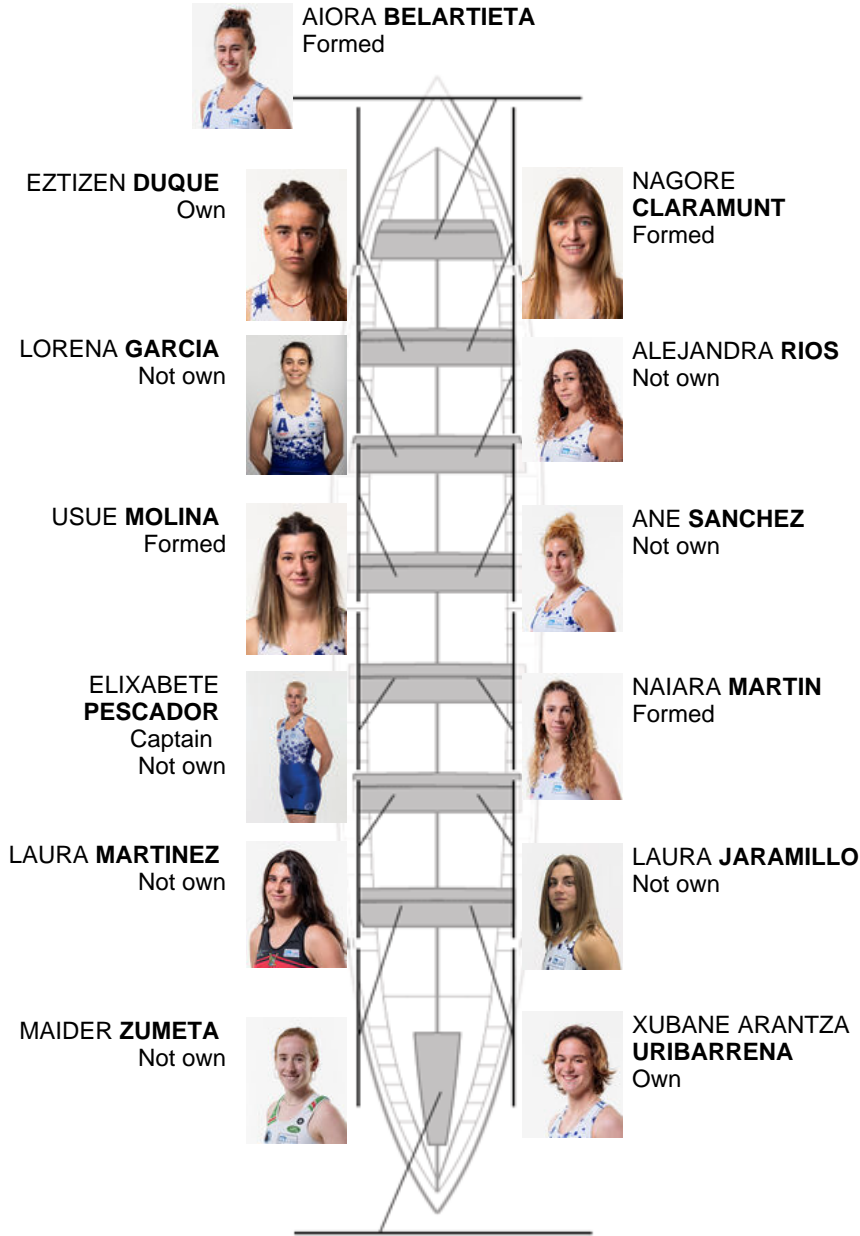 AIORA BELARTIETA
Formed
EZTIZEN DUQUE
Own
NAGORE
CLARAMUNT
Formed
LORENA GARCIA
Not own
ALEJANDRA RIOS
Not own
USUE MOLINA
Formed
ANE SANCHEZ
Not own
ELIXABETE
PESCADOR
Captain
Not own
NAIARA MARTIN
Formed
LAURA MARTINEZ
Not own
LAURA JARAMILLO
Not own
MAIDER ZUMETA
Not own
XUBANE ARANTZA
URIBARRENA
Own